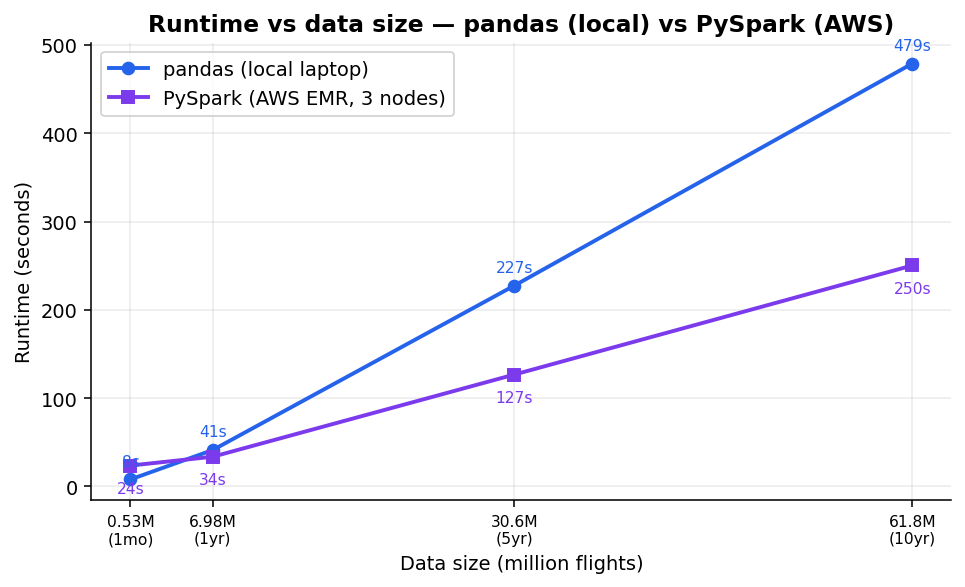 Runtime vs data size — pandas (local) vs PySpark (AWS)
pandas (local laptop)
PySpark (AWS EMR, 3 nodes)
Runtime (seconds)
500
400
300
200
100
0
479s
250s
227s
127s
41s
34s
8s
24s
0.53M
(1mo)
6.98M
(1yr)
30.6M
(5yr)
61.8M
(10yr)
Data size (million flights)